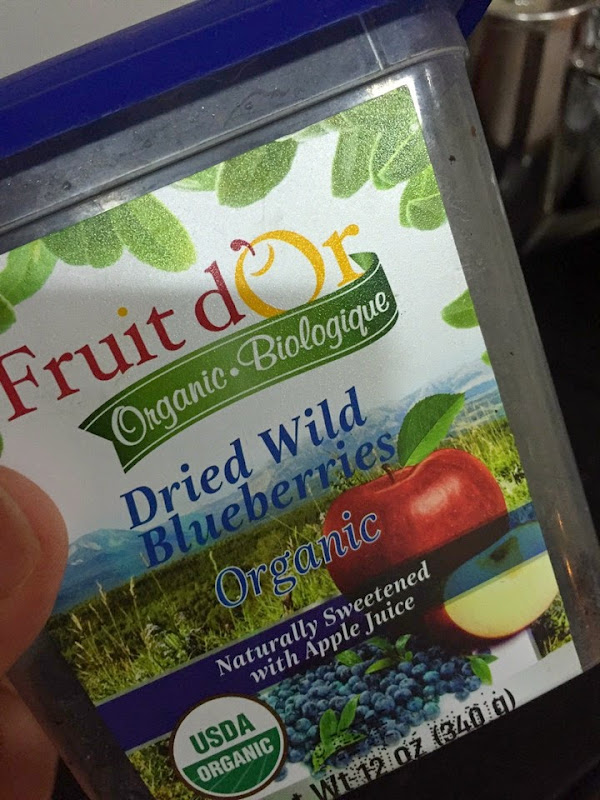 Fruit d'Or
Organic • Biologique
Dried Wild
Blueberries
Organic
Naturally Sweetened
with Apple Juice
USDA
ORGANIC
Wt 12 oz (340 g)